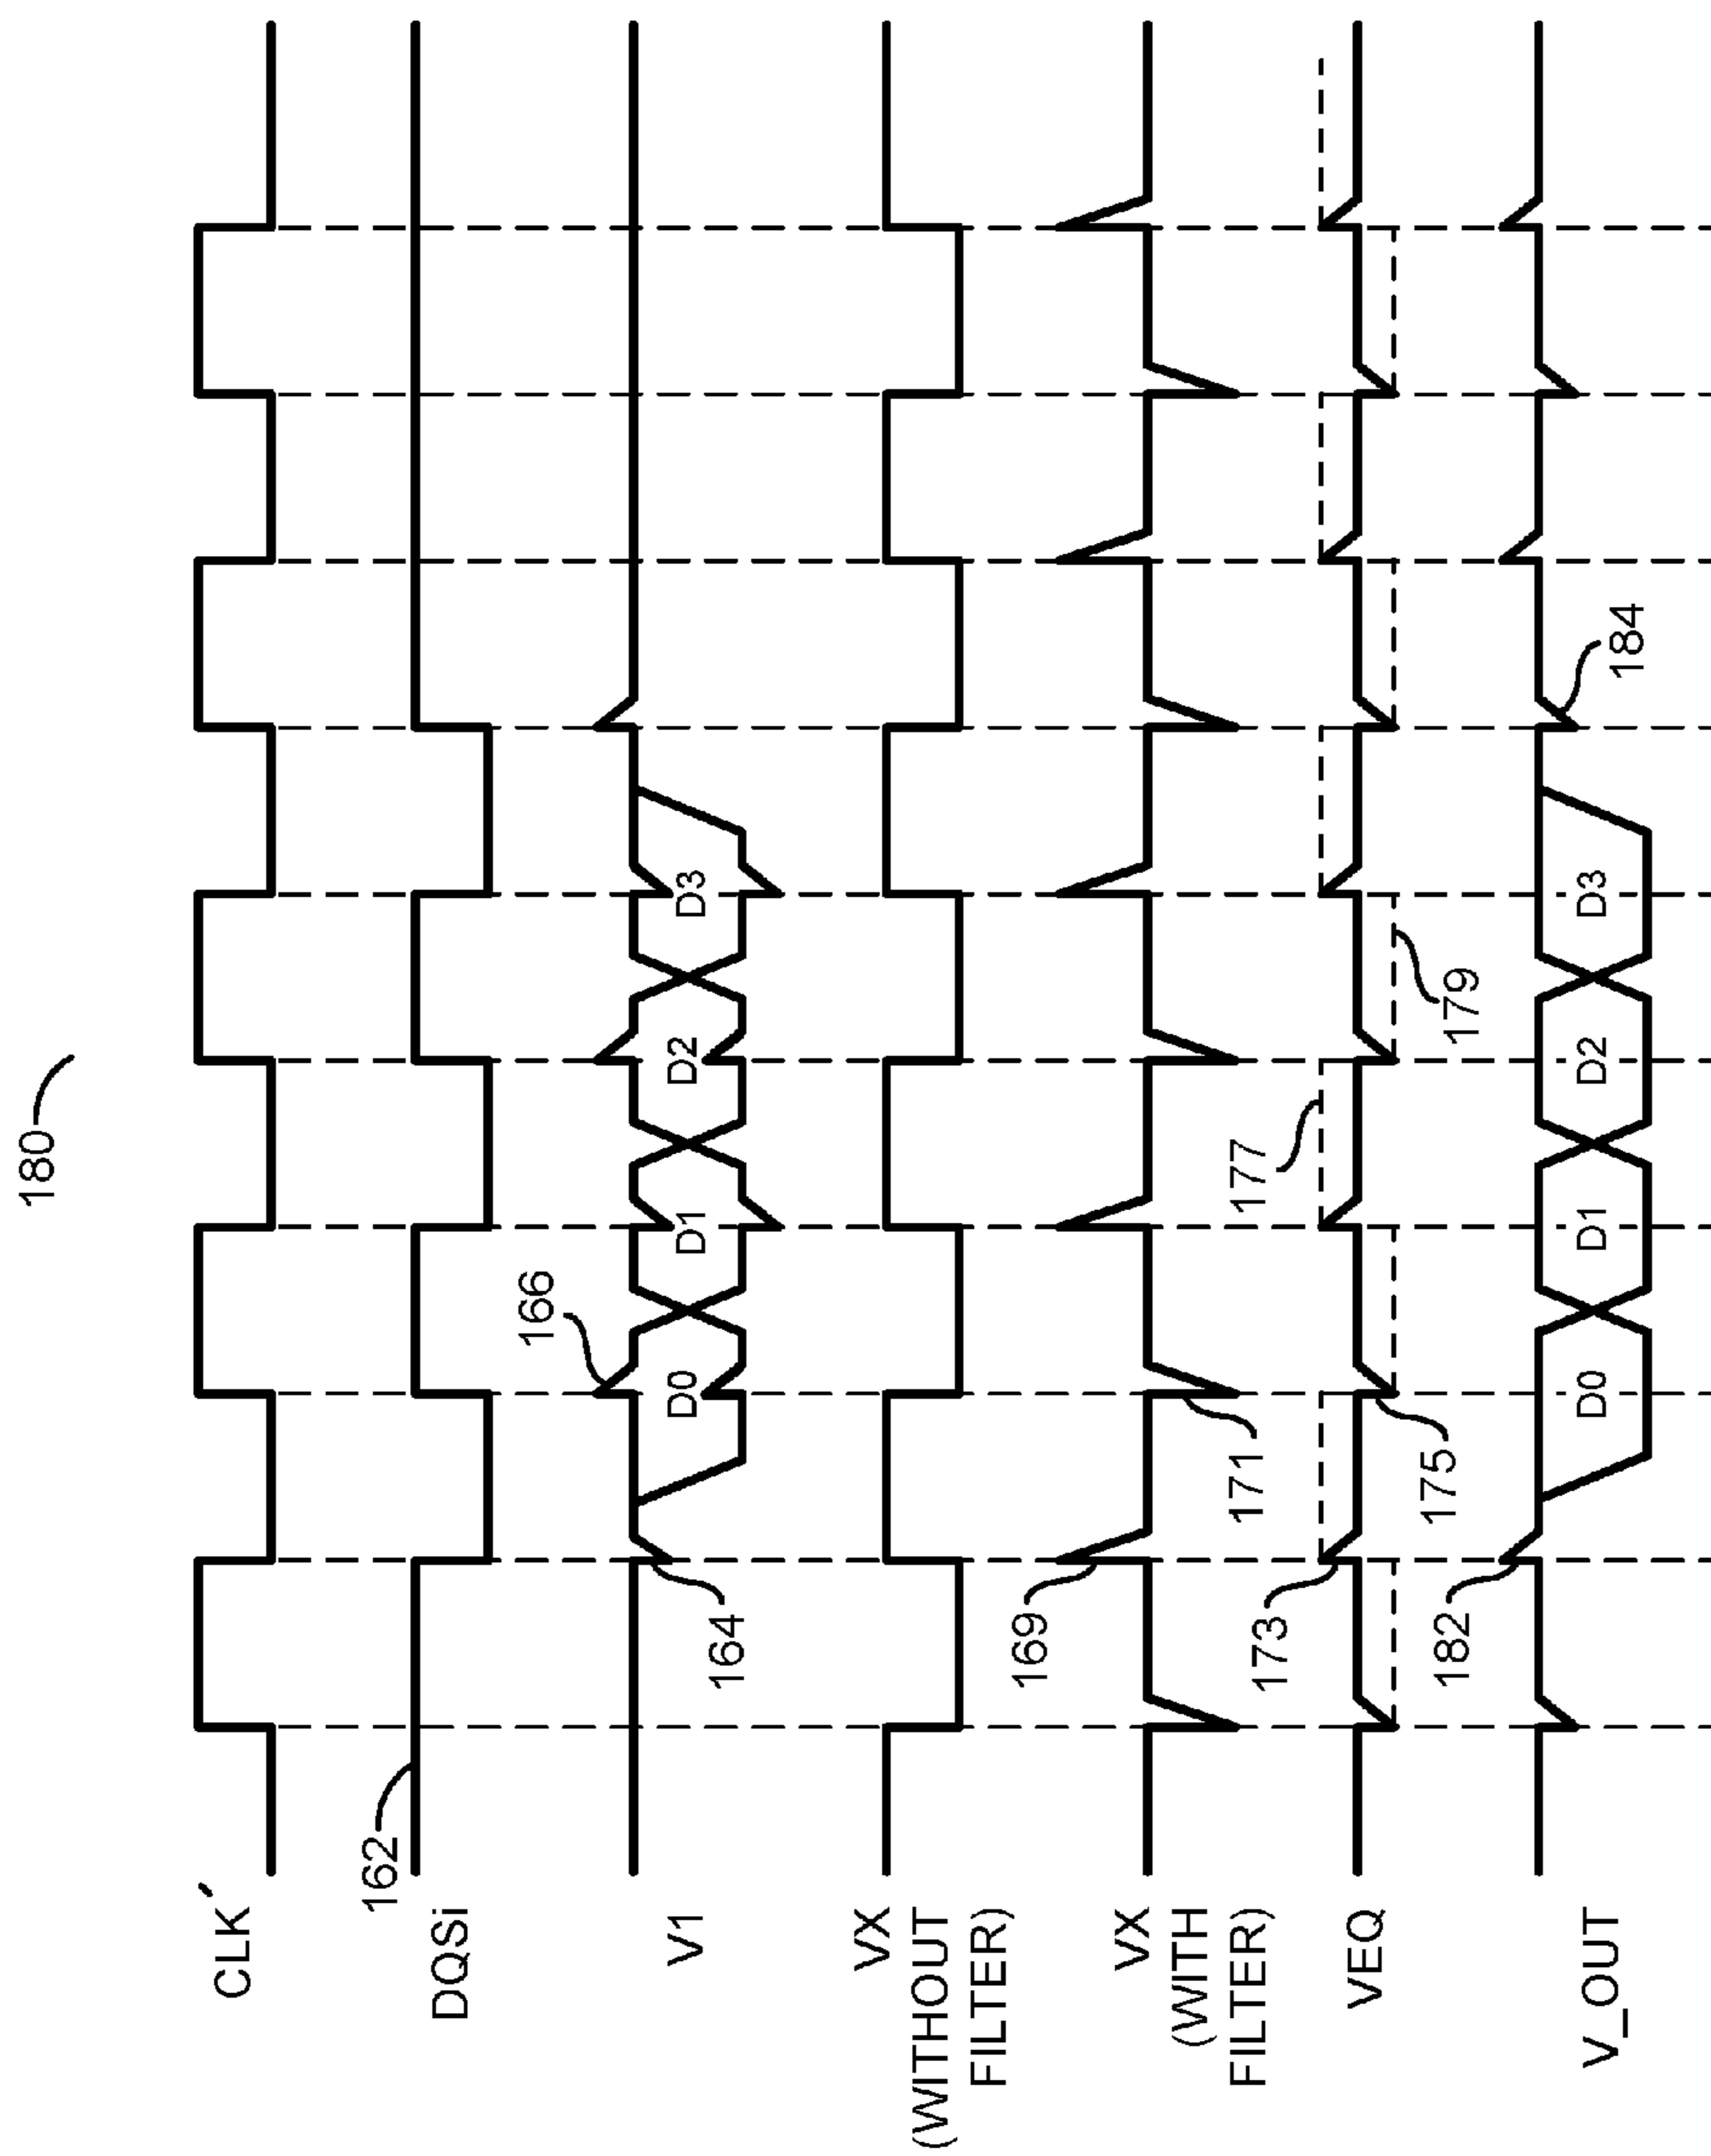 180
CLK´
162
DQSi
166
V1
D0
D1
D2
D3
164
VX
(WITHOUT
FILTER)
169
VX
(WITH
FILTER)
171
177
173
VEQ
175
179
182
184
V_OUT
D0
D1
D2
D3